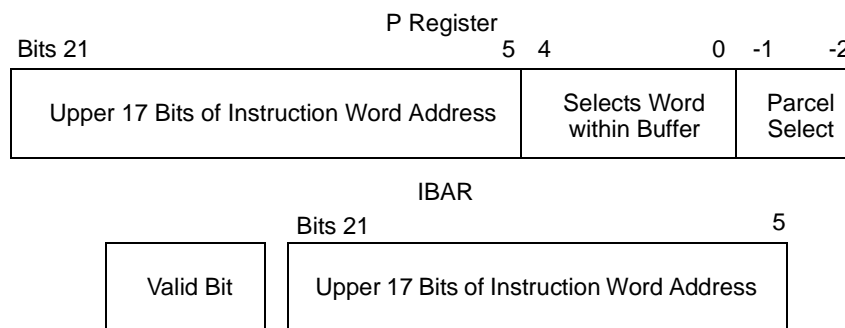 P Register
Bits 21 5 4 0 -1 -2
Upper 17 Bits of Instruction Word Address
Selects Word
within Buffer
Parcel
Select
IBAR
Bits 21 5
Valid Bit
Upper 17 Bits of Instruction Word Address